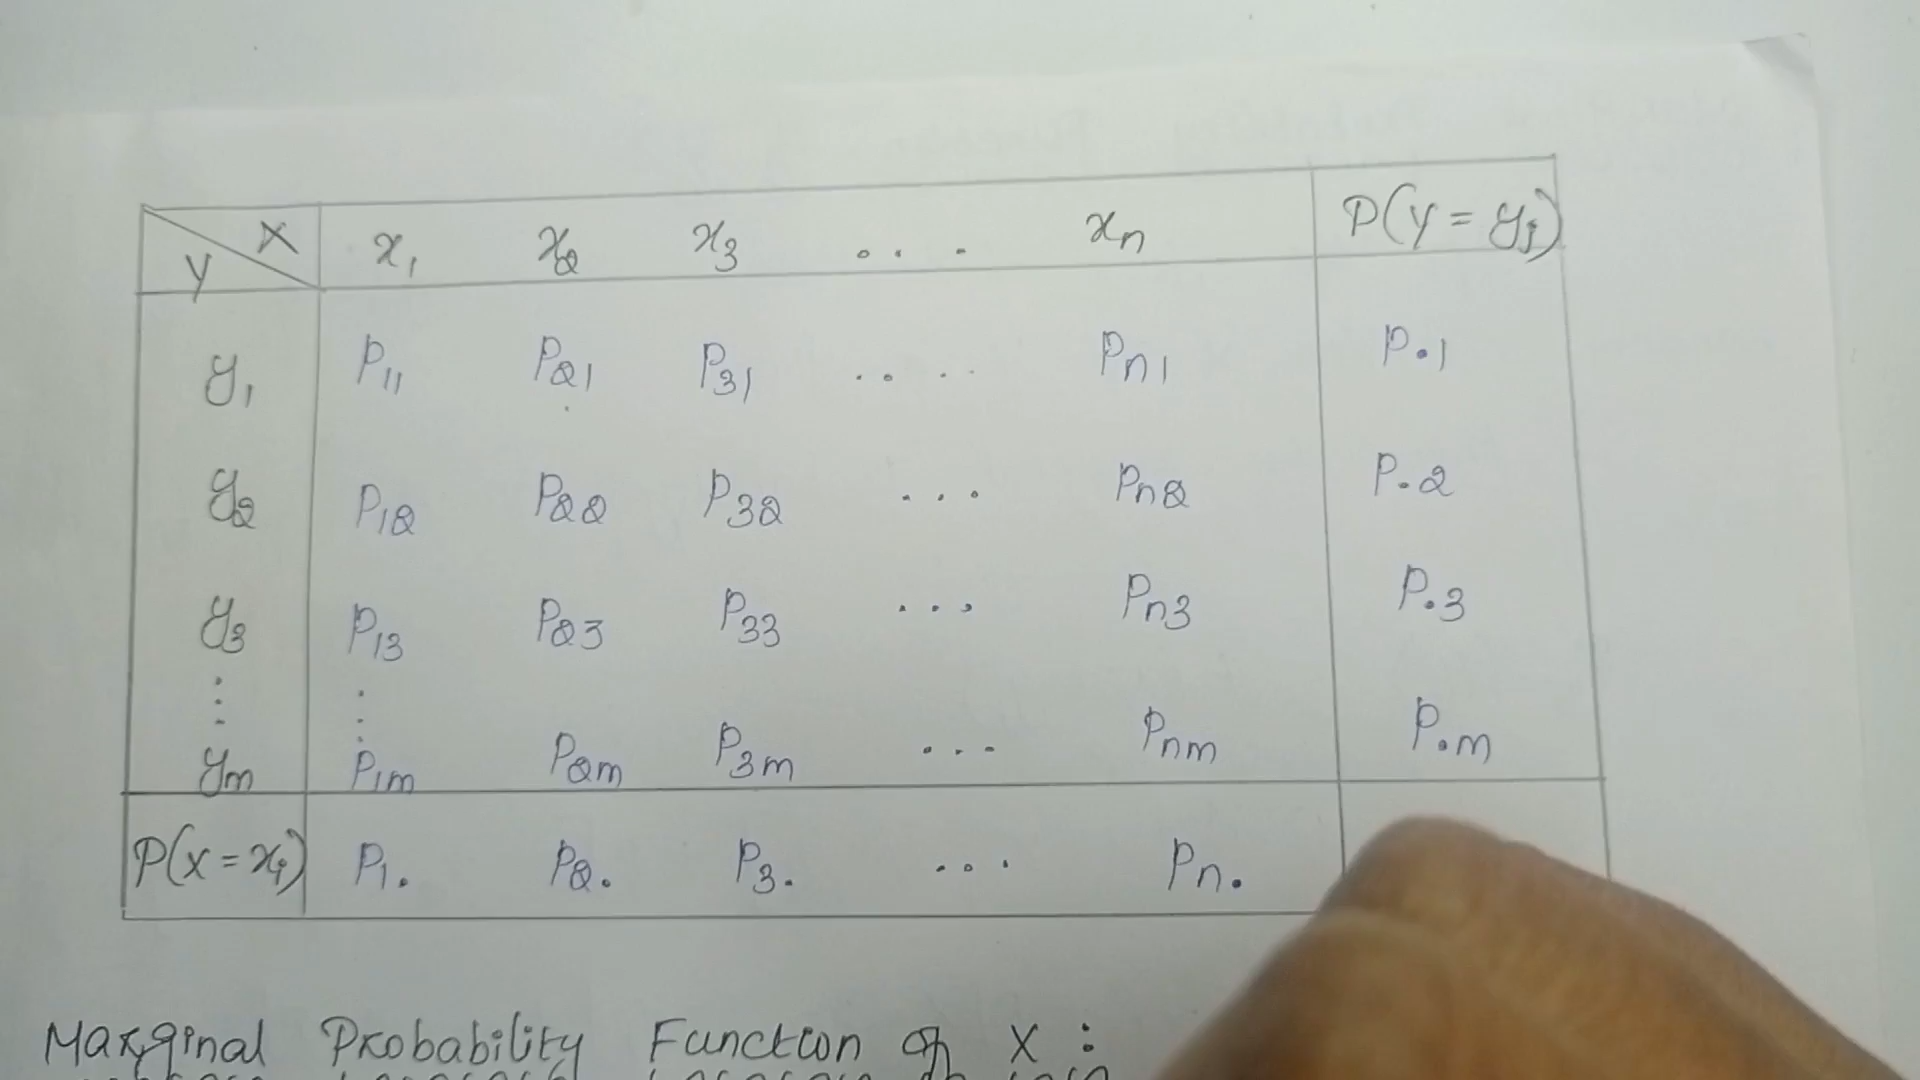 X Y x₁ x₂ x₃ ... xₙ P(Y = yⱼ)
y₁ P₁₁ P₂₁ P₃₁ .... Pₙ₁ P.₁
y₂ P₁₂ P₂₂ P₃₂ ... Pₙ₂ P.₂
y₃ P₁₃ P₂₃ P₃₃ ... Pₙ₃ P.₃
⋮ ⋮
yₘ P₁ₘ P₂ₘ P₃ₘ ... Pₙₘ P.ₘ
P(X = xᵢ) P₁. P₂. P₃. ... Pₙ.
Marginal Probability Function of X :